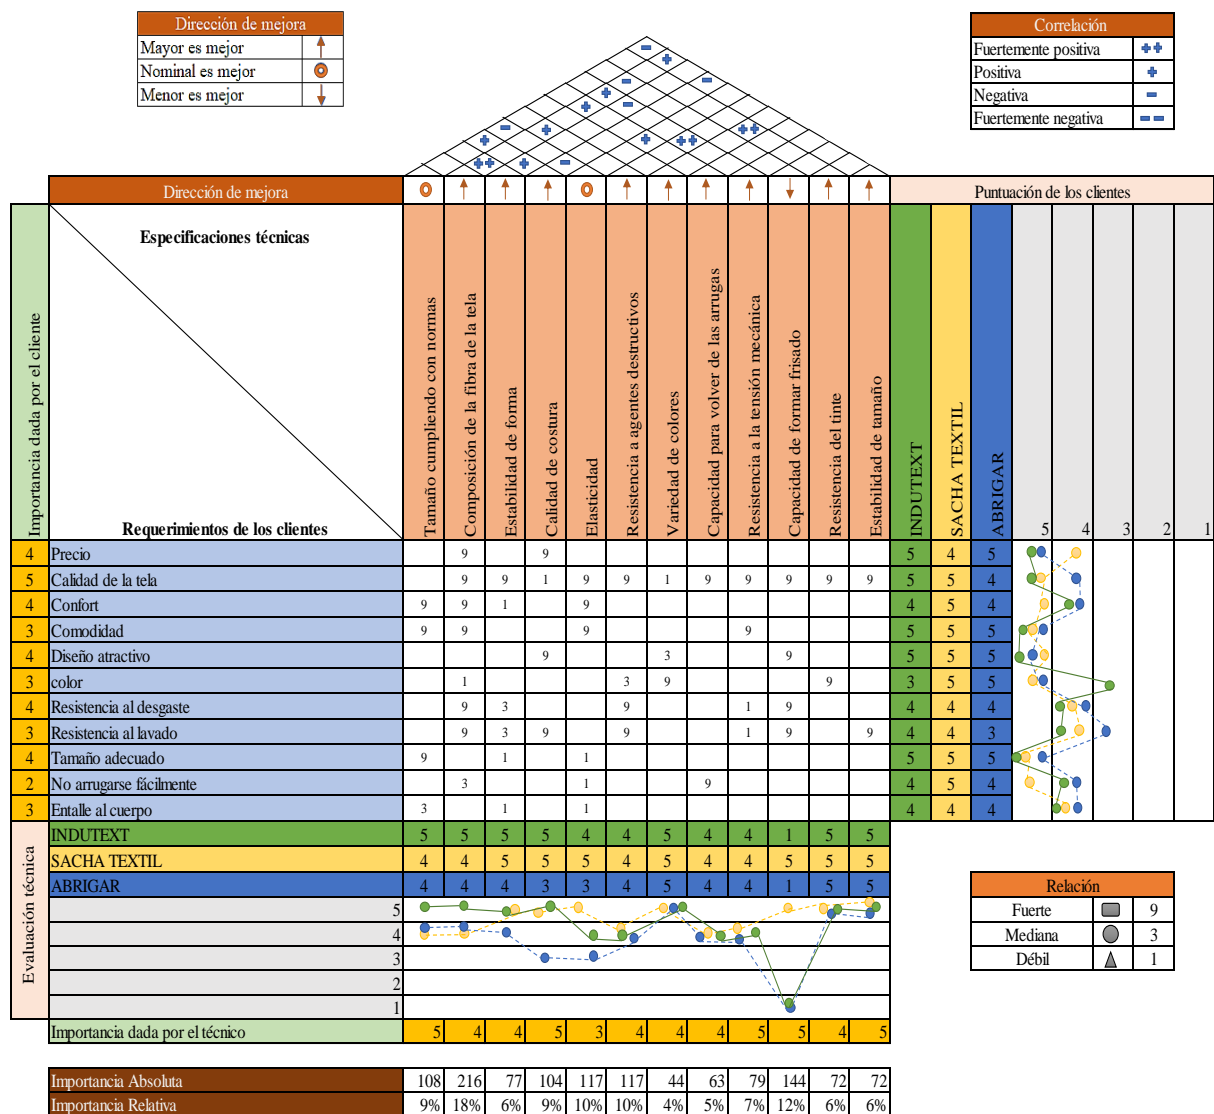 Dirección de mejora
Mayor es mejor
Nominal es mejor
Menor es mejor
Correlación
Fuertemente positiva
Positiva
Negativa
Fuertemente negativa
Dirección de mejora
Puntuación de los clientes
Importancia dada por el cliente
Especificaciones técnicas
Requerimientos de los clientes
Tamaño cumpliendo con normas
Composición de la fibra de la tela
Estabilidad de forma
Calidad de costura
Elasticidad
Resistencia a agentes destructivos
Variedad de colores
Capacidad para volver de las arrugas
Resistencia a la tensión mecánica
Capacidad de formar frisado
Resistencia del tinte
Estabilidad de tamaño
INDUTEXT
SACHA TEXTIL
ABRIGAR
5 4 3 2 1
4 Precio 9 9 5 4 5
5 Calidad de la tela 9 9 1 9 9 1 9 9 9 9 9 5 5 4
4 Confort 9 9 1 9 4 5 4
3 Comodidad 9 9 9 9 5 5 5
4 Diseño atractivo 9 3 9 5 5 5
3 color 1 3 9 9 3 5 5
4 Resistencia al desgaste 9 3 9 1 9 4 4 4
3 Resistencia al lavado 9 3 9 9 1 9 9 4 4 3
4 Tamaño adecuado 9 1 1 5 5 5
2 No arrugarse fácilmente 3 1 9 4 5 4
3 Entalle al cuerpo 3 1 1 4 4 4
Evaluación técnica
INDUTEXT 5 5 5 5 4 4 5 4 4 1 5 5
SACHA TEXTIL 4 4 5 5 5 4 5 4 4 5 5 5
ABRIGAR 4 4 4 3 3 4 5 4 4 1 5 5
5
4
3
2
1
Importancia dada por el técnico 5 4 4 5 3 4 4 4 5 5 4 5
Relación
Fuerte 9
Mediana 3
Débil 1
Importancia Absoluta 108 216 77 104 117 117 44 63 79 144 72 72
Importancia Relativa 9% 18% 6% 9% 10% 10% 4% 5% 7% 12% 6% 6%